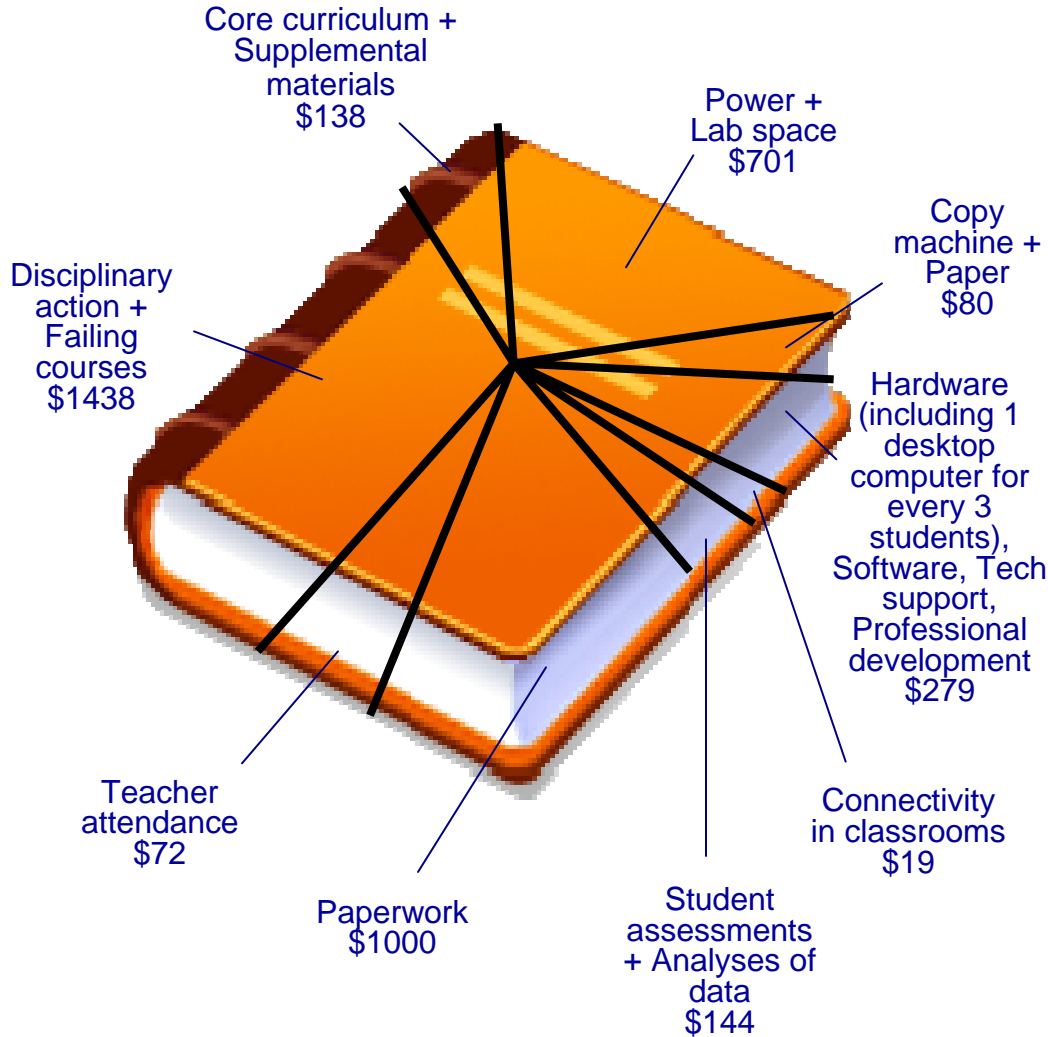 Core curriculum +
Supplemental
materials
$138
Power +
Lab space
$701
Copy
machine +
Paper
$80
Disciplinary
action +
Failing
courses
$1438
Hardware
(including 1
desktop
computer for
every 3
students),
Software, Tech
support,
Professional
development
$279
Teacher
attendance
$72
Connectivity
in classrooms
$19
Paperwork
$1000
Student
assessments
+ Analyses of
data
$144